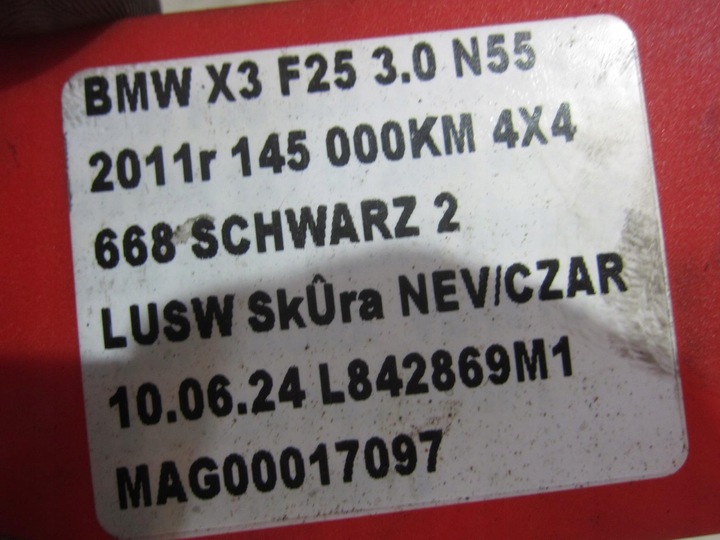 BMW X3 F25 3.0 N55
2011r 145 000KM 4X4
668 SCHWARZ 2
LUSW SkÛra NEV/CZAR
10.06.24 L842869M1
MAG00017097